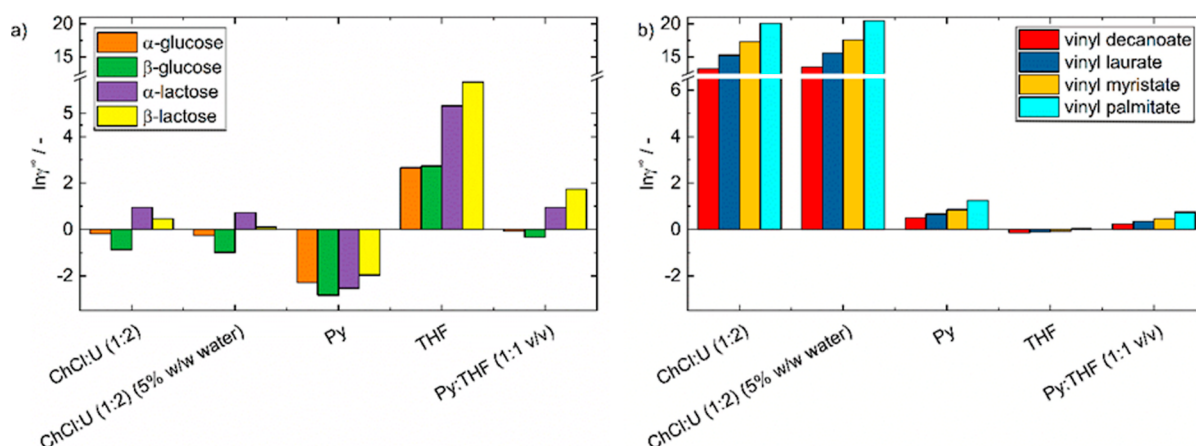 a)
20
15
5
4
2
0
-2
lnγ∞ / -
α-glucose
β-glucose
α-lactose
β-lactose
ChCl:U (1:2)
ChCl:U (1:2) (5% w/w water)
Py
THF
Py:THF (1:1 v/v)
b)
20
15
6
4
2
0
-2
lnγ∞ / -
vinyl decanoate
vinyl laurate
vinyl myristate
vinyl palmitate
ChCl:U (1:2)
ChCl:U (1:2) (5% w/w water)
Py
THF
Py:THF (1:1 v/v)